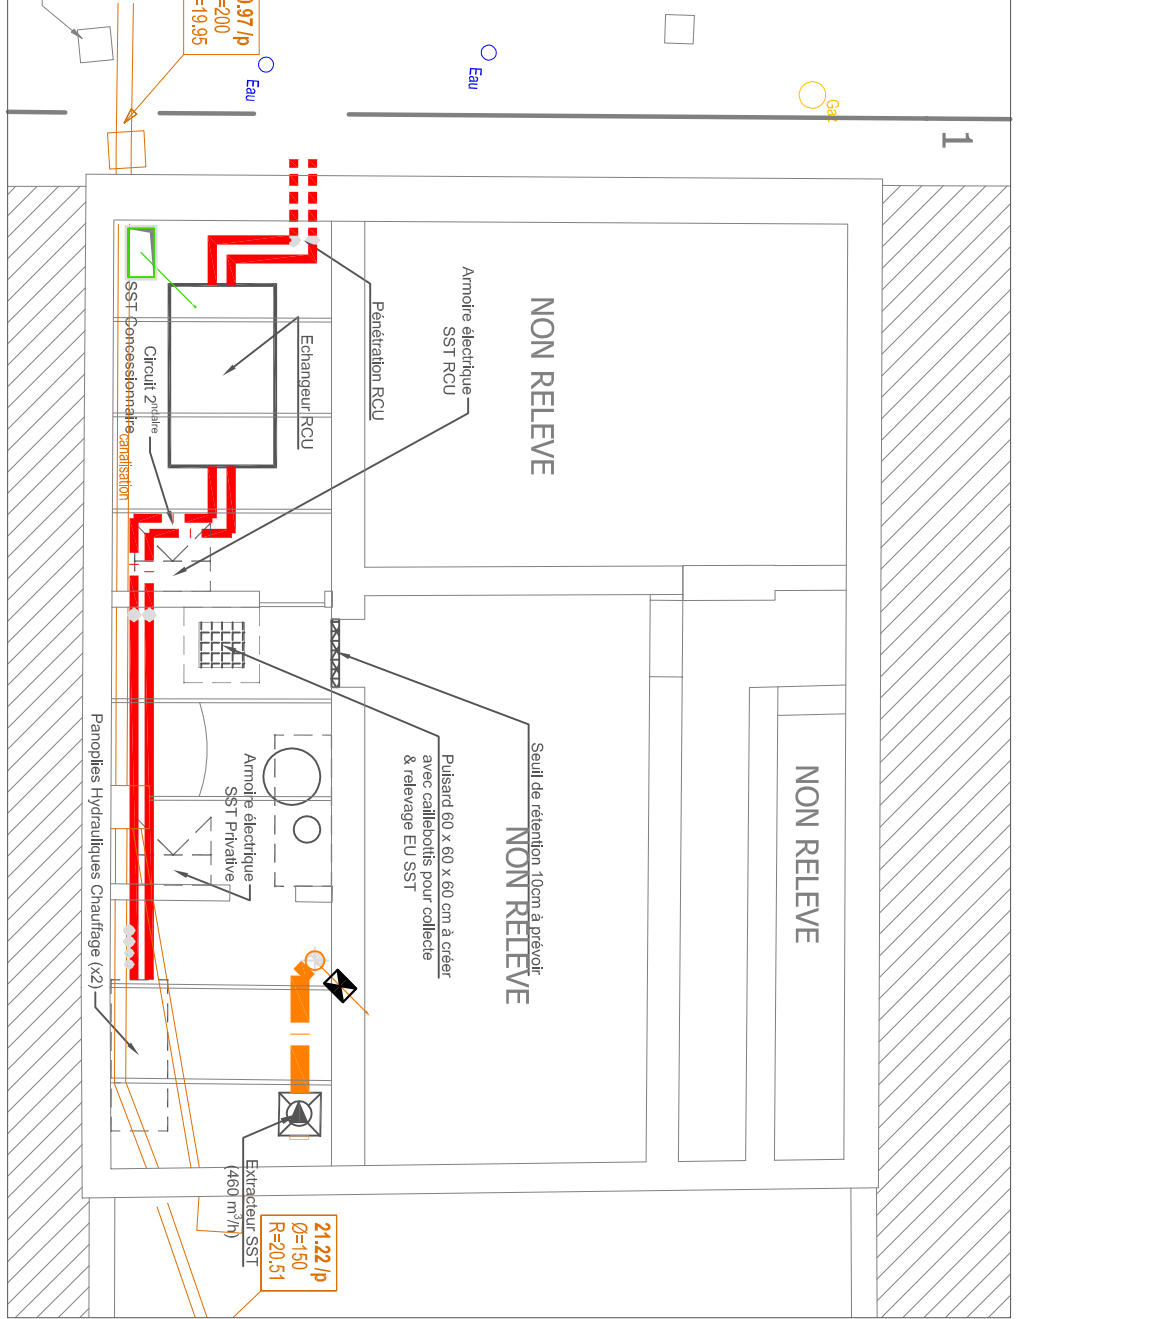 0.97 /p
=200
=19.95
Eau
Eau
Gaz
1
NON RELEVE
Armoire électrique
SST RCU
Pénétration RCU
Echangeur RCU
Circuit 2ndaire
SST Concessionnaire
canalisation
NON RELEVE
Seuil de rétention 10cm à prévoir
NON RELEVE
Puisard 60 x 60 x 60 cm à créer
avec caillebottis pour collecte
& relevage EU SST
Armoire électrique
SST Privative
Panoplies Hydrauliques Chauffage (x2)
Extracteur SST
(460 m³/h)
21.22 /p
Ø=150
R=20.51